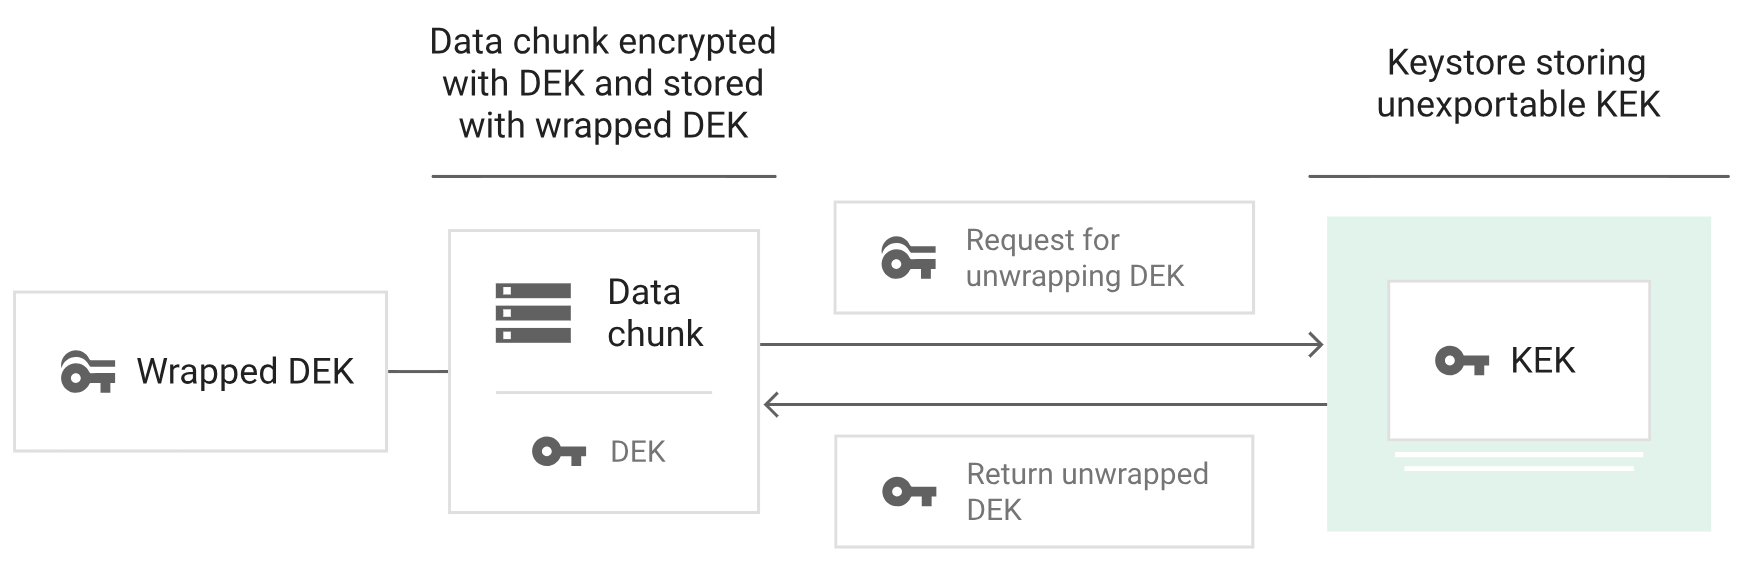 Data chunk encrypted
with DEK and stored
with wrapped DEK
Keystore storing
unexportable KEK
Wrapped DEK
Data
chunk
DEK
Request for
unwrapping DEK
Return unwrapped
DEK
KEK